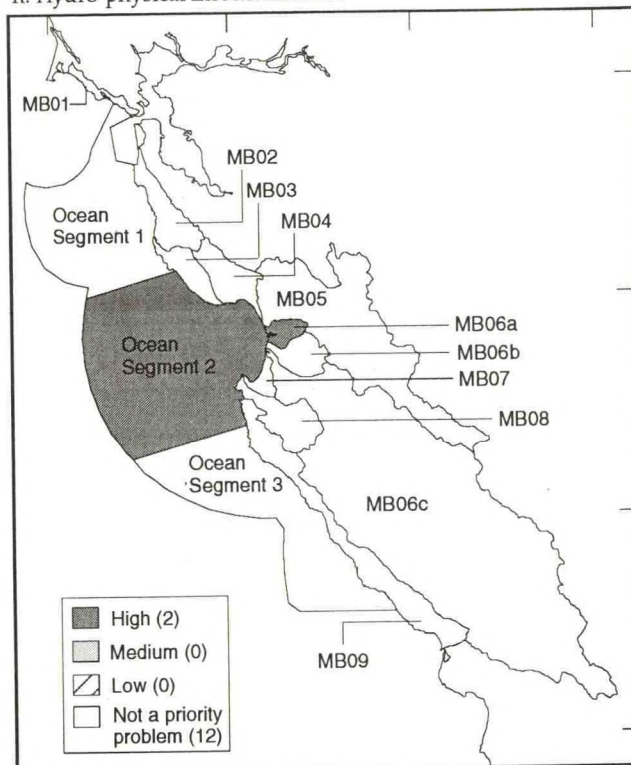 MB01
MB02
MB03
MB04
Ocean
Segment 1
MB05
MB06a
Ocean
Segment 2
MB06b
MB07
MB08
Ocean
Segment 3
MB06c
MB09
High (2)
Medium (0)
Low (0)
Not a priority
problem (12)